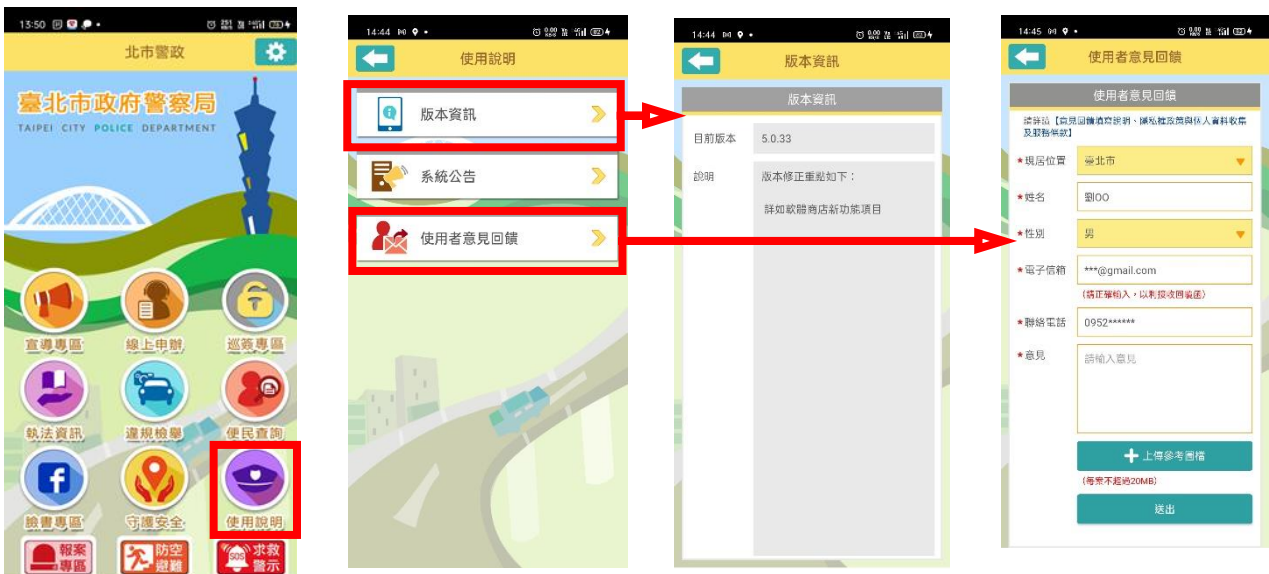 13:50
北市警政
臺北市政府警察局
TAIPEI CITY POLICE DEPARTMENT
宣導專區
線上申辦
巡簽專區
執法資訊
違規檢舉
便民查詢
臉書專區
守護安全
使用說明
報案
專區
防空
避難
SOS
求救
警示
14:44
使用說明
版本資訊
系統公告
使用者意見回饋
14:44
版本資訊
版本資訊
目前版本
5.0.33
說明
版本修正重點如下：
詳如軟體商店新功能項目
14:45
使用者意見回饋
使用者意見回饋
請詳訪【意見回饋填寫說明、隱私權政策與個人資料收集
及服務條款】
*現居位置
臺北市
*姓名
劉OO
*性別
男
*電子信箱
***@gmail.com
(請正確輸入，以利接收回覆函)
*聯絡電話
0952******
*意見
請輸入意見
上傳參考圖檔
(每案不超過20MB)
送出